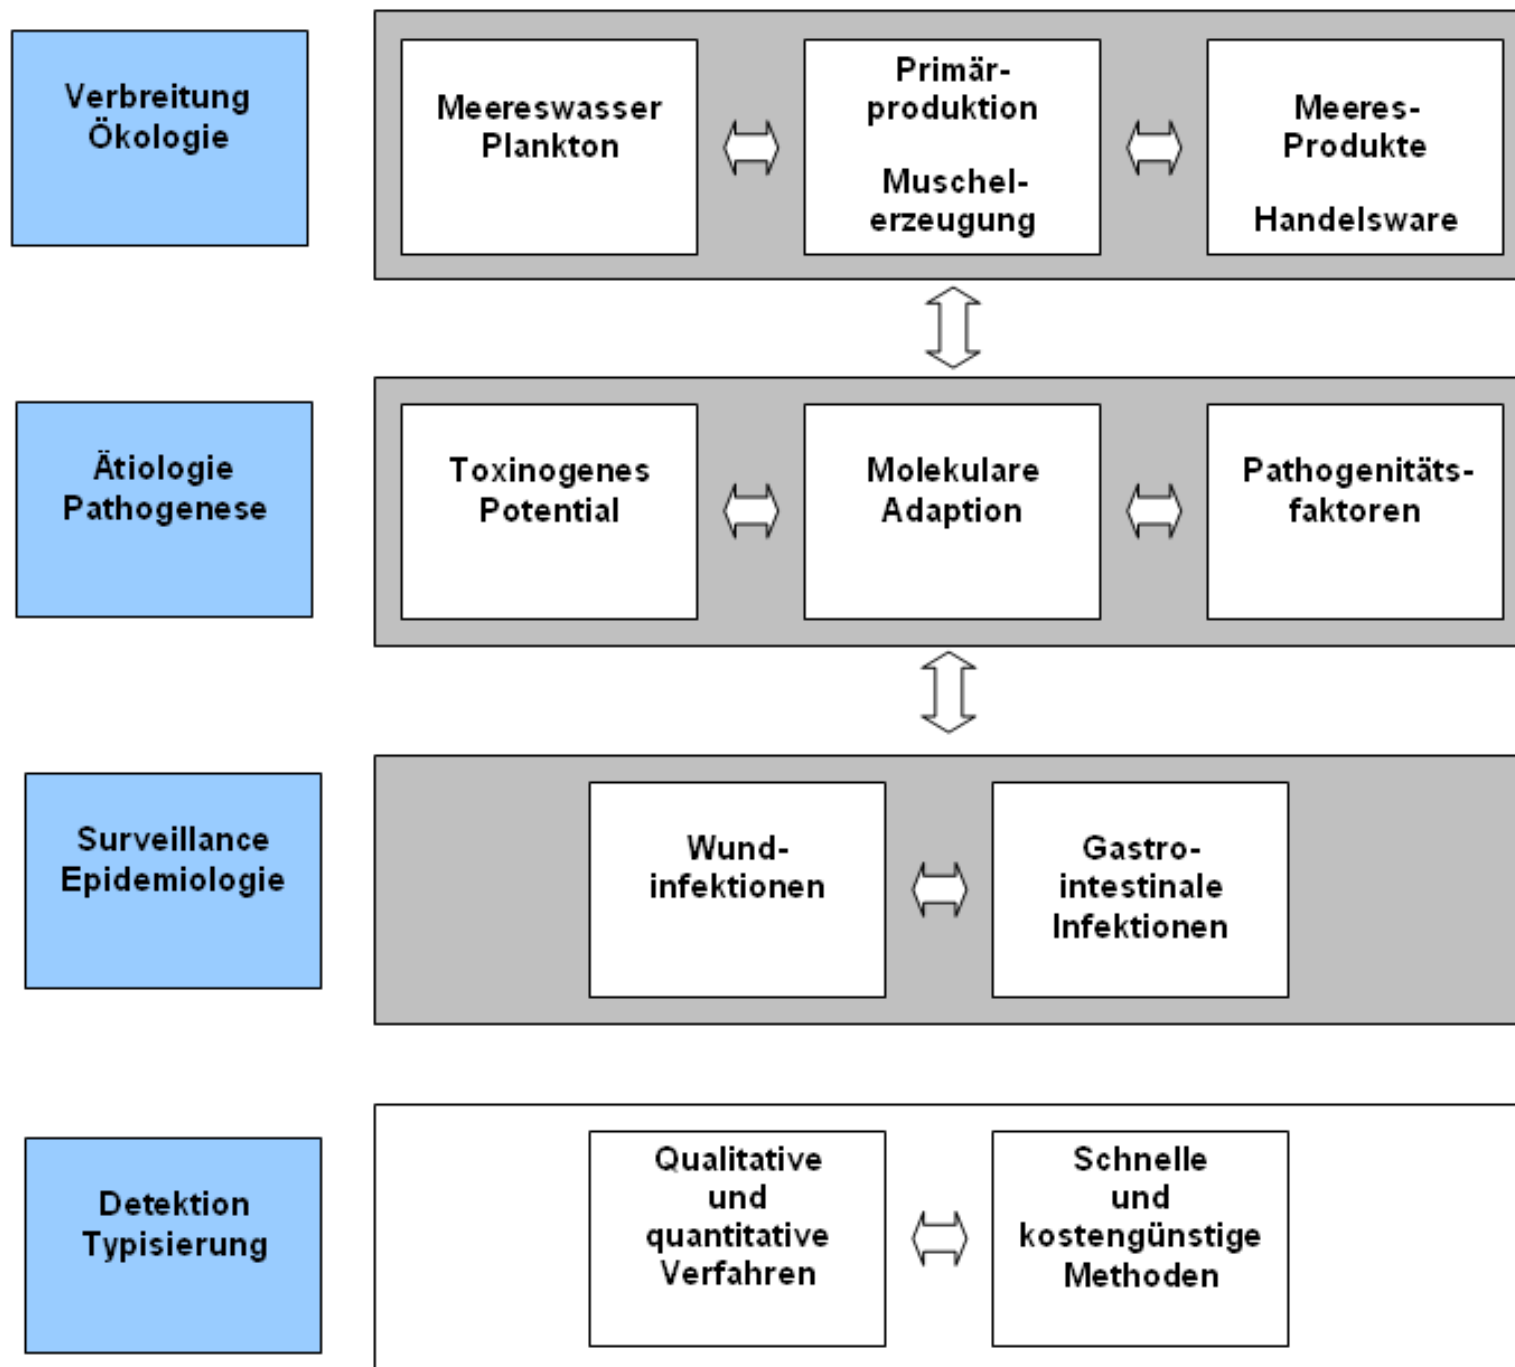 Verbreitung
Ökologie
Meereswasser
Plankton
Primär-
produktion
Muschel-
erzeugung
Meeres-
Produkte
Handelsware
Ätiologie
Pathogenese
Toxinogenes
Potential
Molekulare
Adaption
Pathogenitäts-
faktoren
Surveillance
Epidemiologie
Wund-
infektionen
Gastro-
intestinale
Infektionen
Detektion
Typisierung
Qualitative
und
quantitative
Verfahren
Schnelle
und
kostengünstige
Methoden